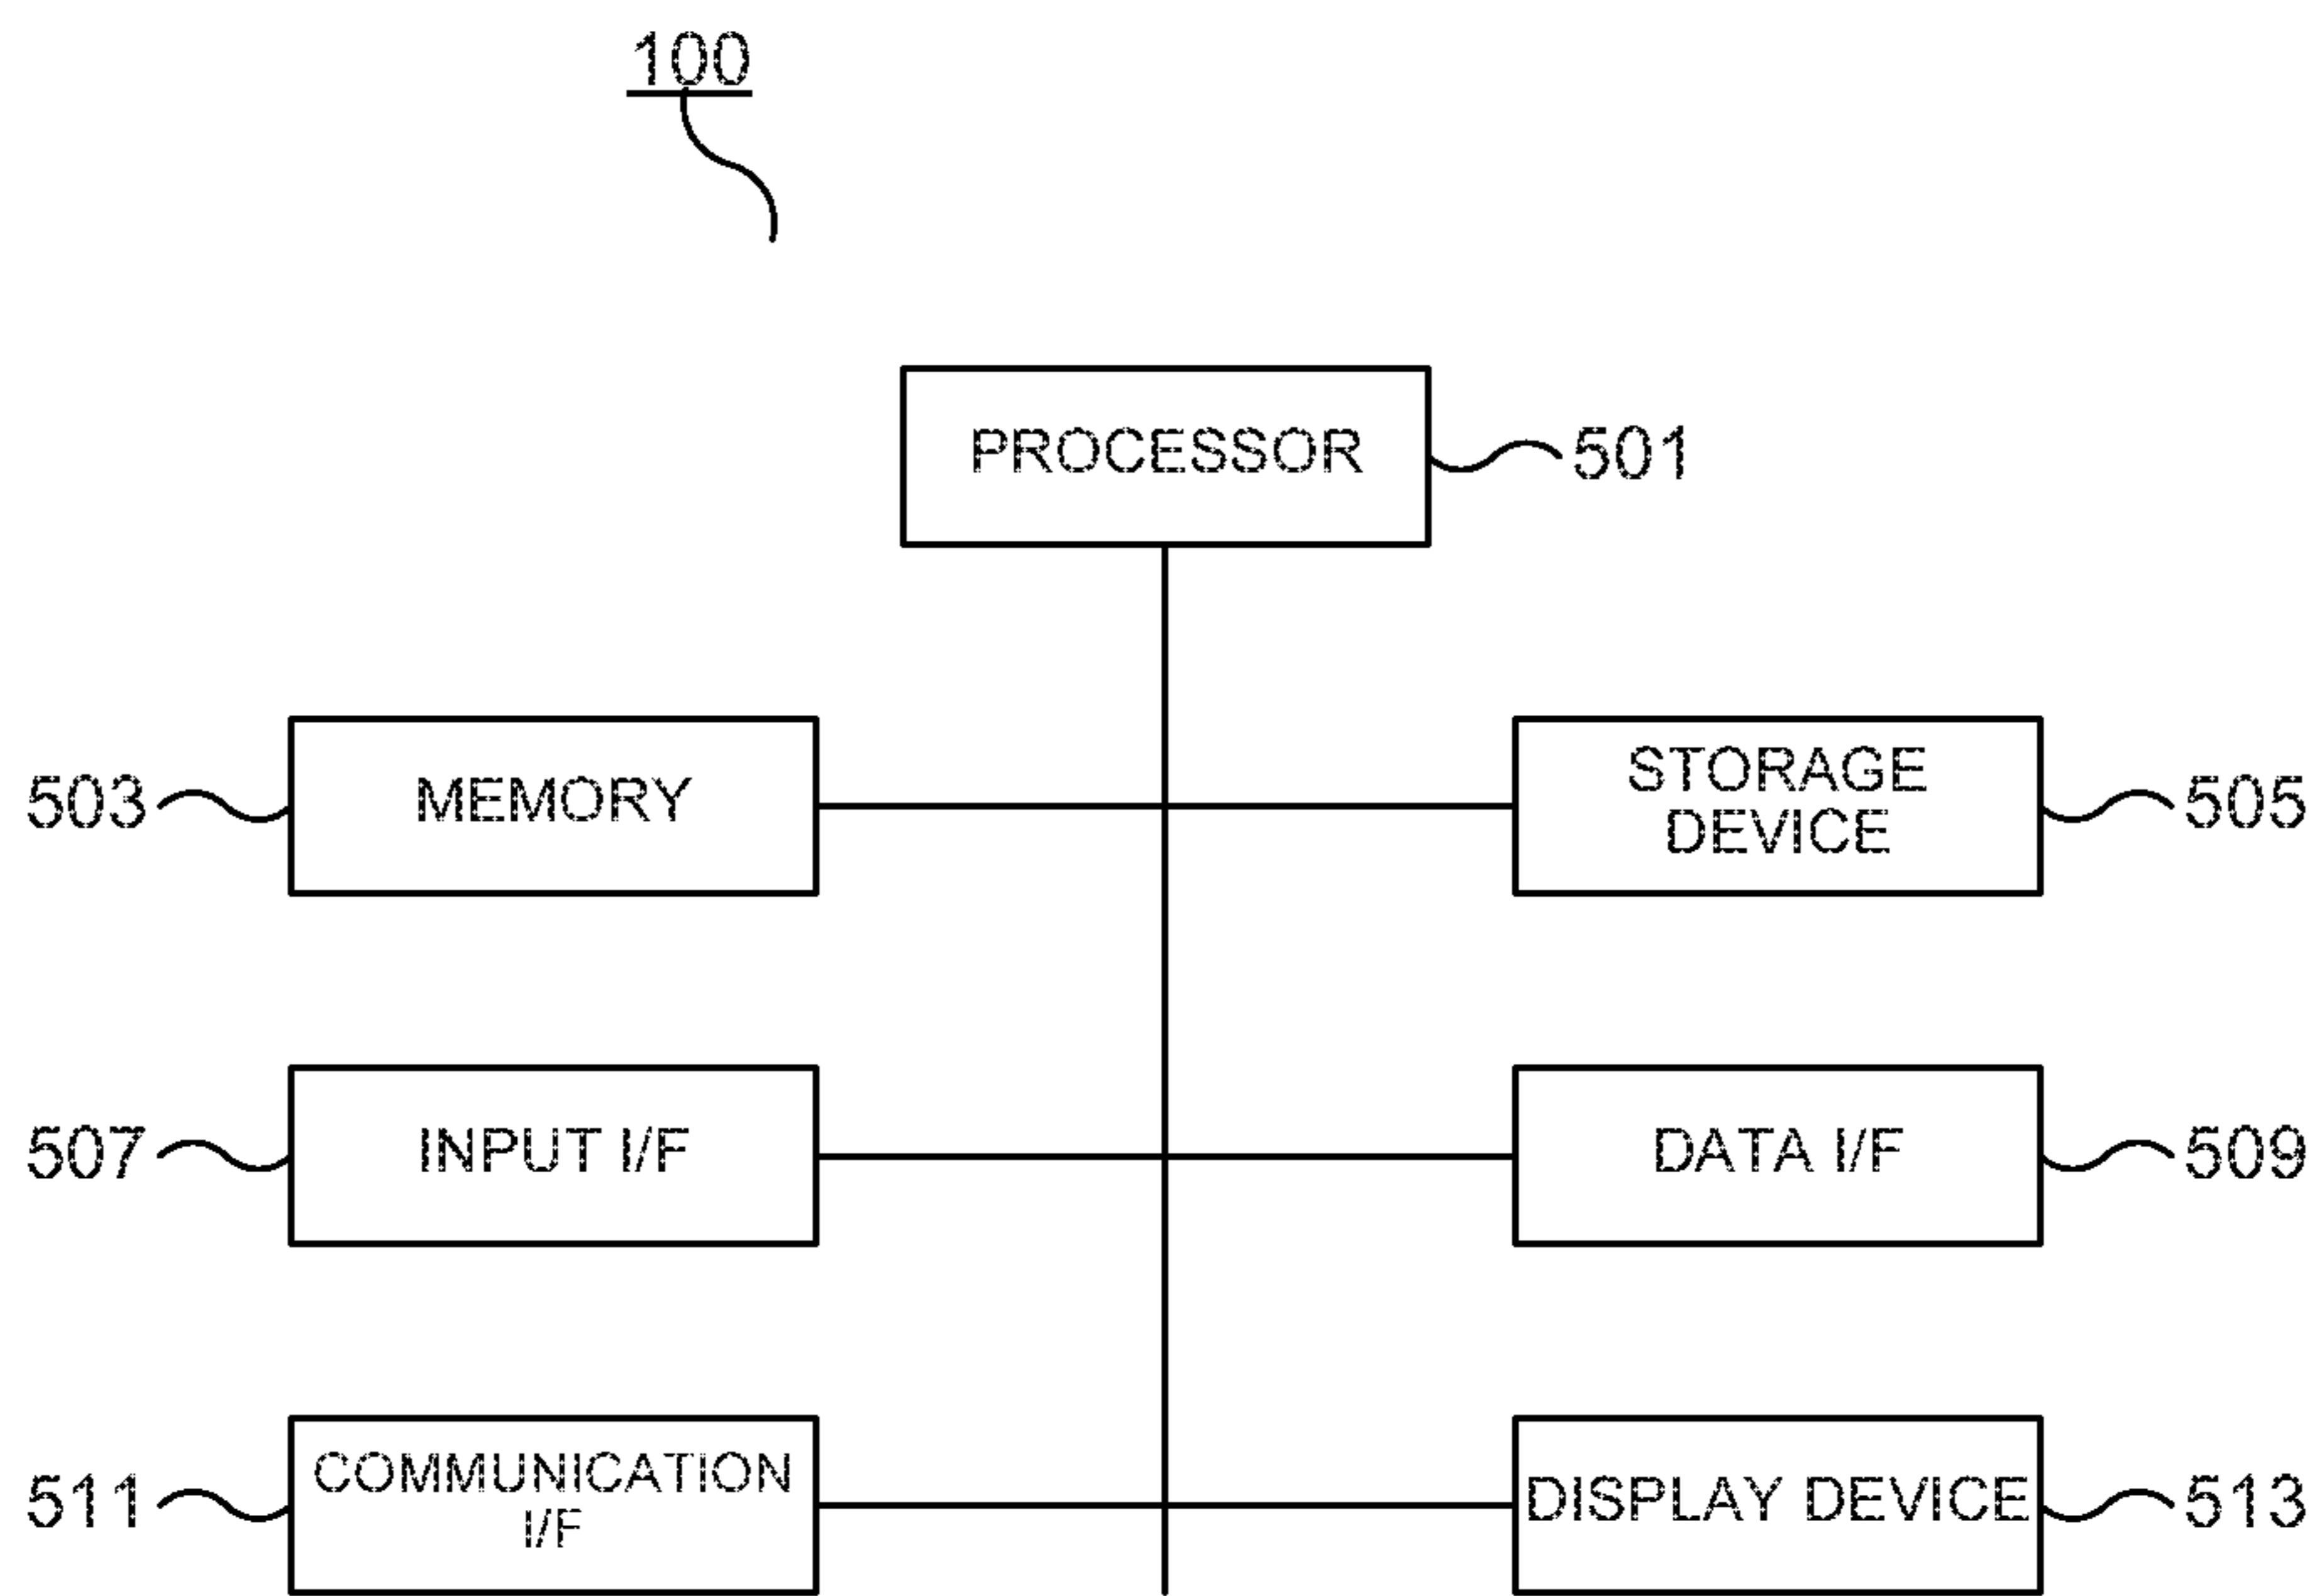 100
PROCESSOR
501
503
MEMORY
STORAGE
DEVICE
505
507
INPUT I/F
DATA I/F
509
511
COMMUNICATION
I/F
DISPLAY DEVICE
513